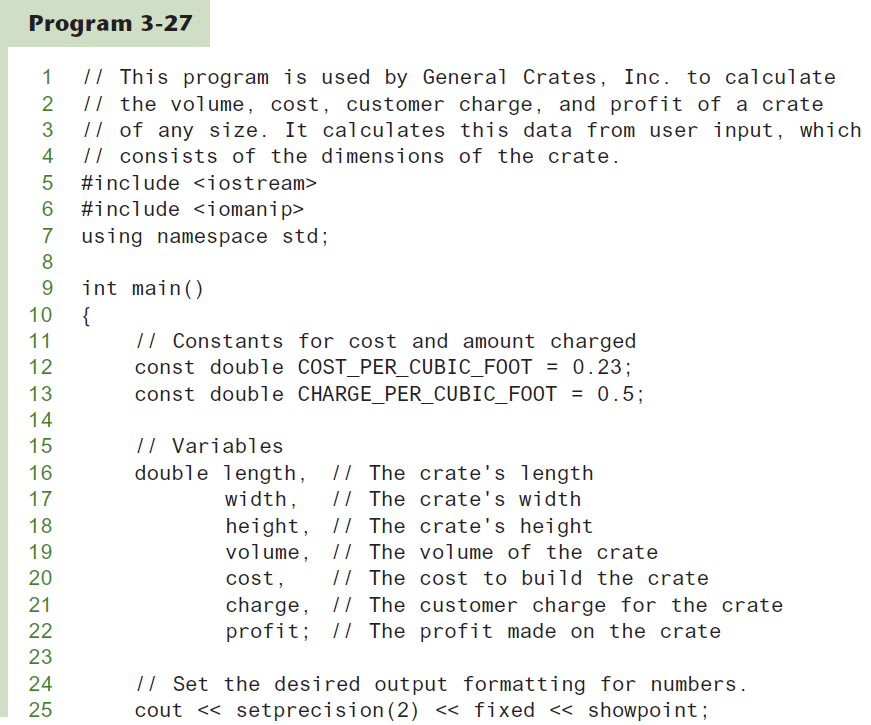 Program 3-27
1 // This program is used by General Crates, Inc. to calculate
2 // the volume, cost, customer charge, and profit of a crate
3 // of any size. It calculates this data from user input, which
4 // consists of the dimensions of the crate.
5 #include <iostream>
6 #include <iomanip>
7 using namespace std;
8
9 int main()
10 {
11     // Constants for cost and amount charged
12     const double COST_PER_CUBIC_FOOT = 0.23;
13     const double CHARGE_PER_CUBIC_FOOT = 0.5;
14
15     // Variables
16     double length,  // The crate's length
17            width,   // The crate's width
18            height,  // The crate's height
19            volume,  // The volume of the crate
20            cost,    // The cost to build the crate
21            charge,  // The customer charge for the crate
22            profit;  // The profit made on the crate
23
24     // Set the desired output formatting for numbers.
25     cout << setprecision(2) << fixed << showpoint;